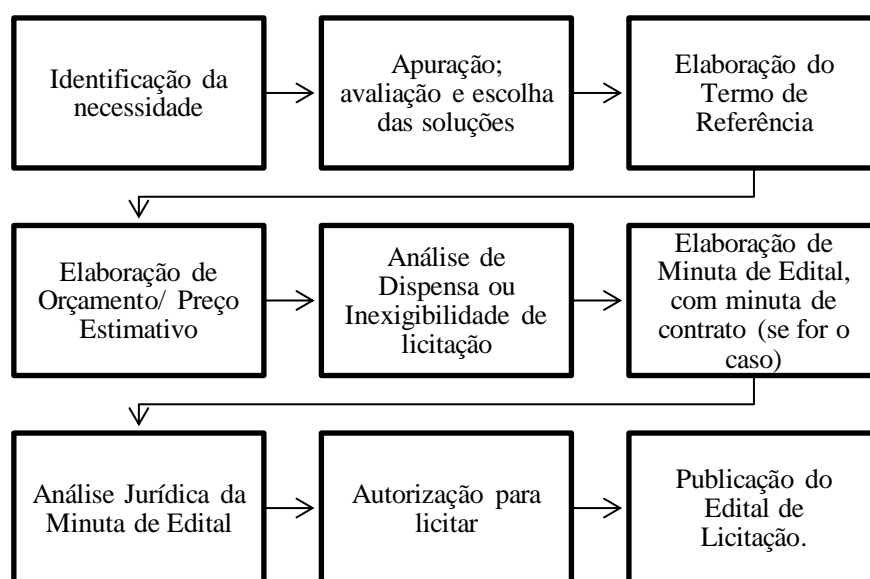 Identificação da
necessidade
Apuração;
avaliação e escolha
das soluções
Elaboração do
Termo de
Referência
Elaboração de
Orçamento/ Preço
Estimativo
Análise de
Dispensa ou
Inexigibilidade de
licitação
Elaboração de
Minuta de Edital,
com minuta de
contrato (se for o
caso)
Análise Jurídica da
Minuta de Edital
Autorização para
licitar
Publicação do
Edital de
Licitação.